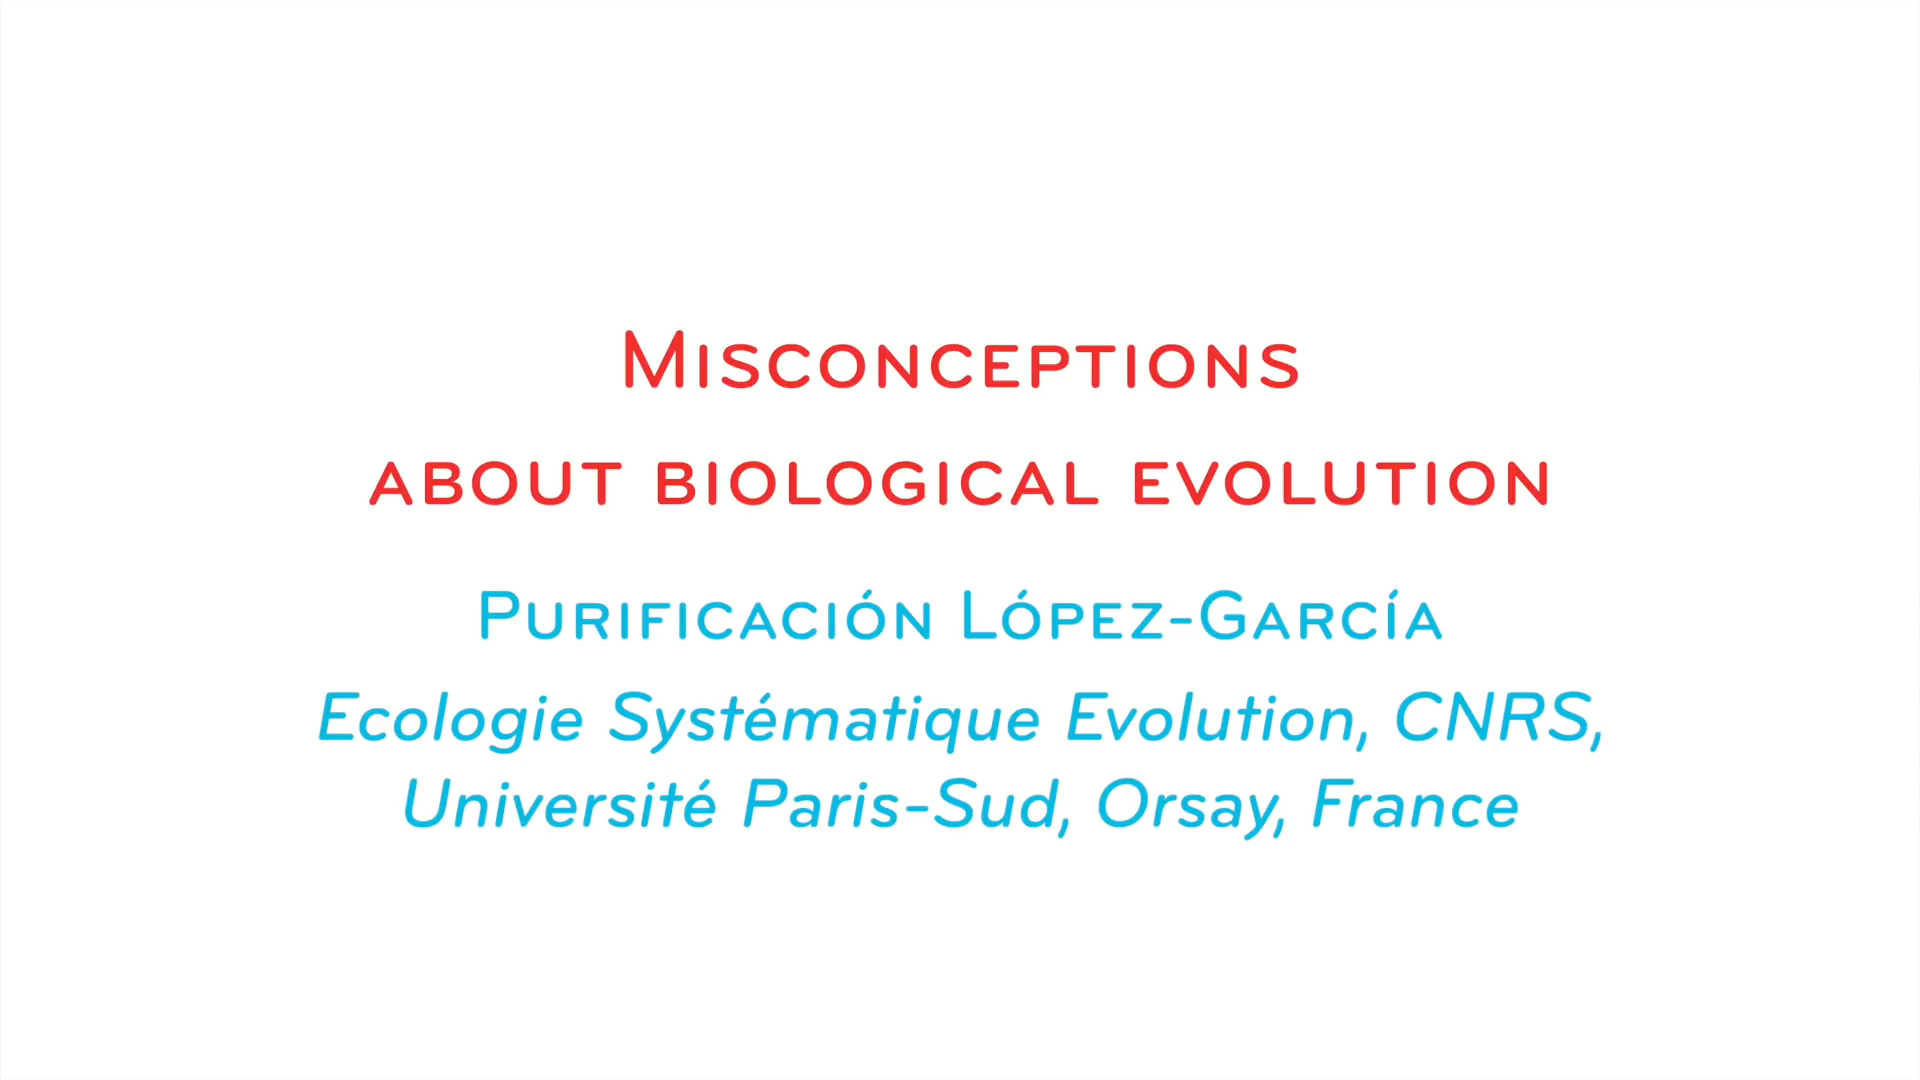 Misconceptions
about biological evolution
Purificación López-García
Ecologie Systématique Evolution, CNRS,
Université Paris-Sud, Orsay, France